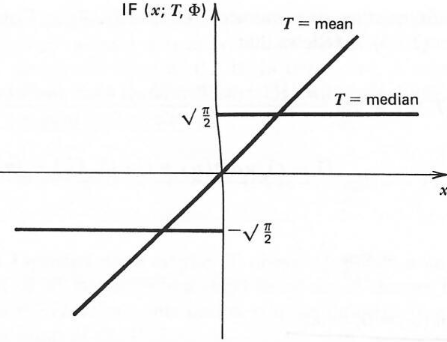 IF (x; T, Φ)
T = mean
√π/2
T = median
x
−√π/2